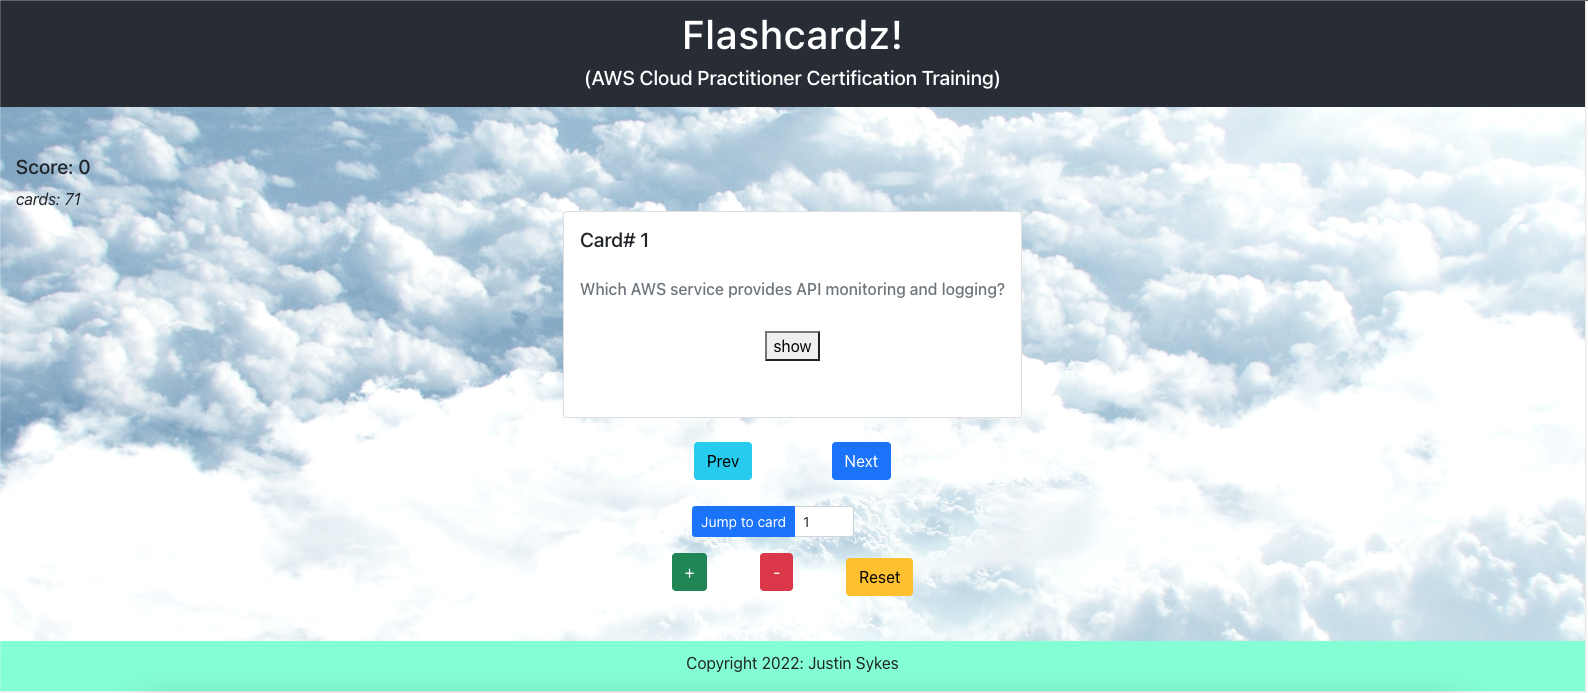 Flashcardz!
(AWS Cloud Practitioner Certification Training)
Score: 0
cards: 71
Card# 1
Which AWS service provides API monitoring and logging?
show
Prev
Next
Jump to card 1
+
-
Reset
Copyright 2022: Justin Sykes